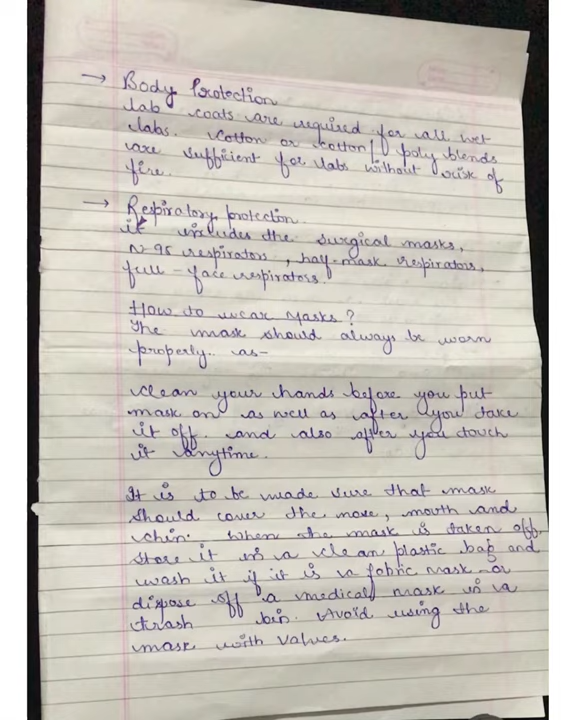 → Body Protection
lab coats are required for all wet
labs. Cotton or cotton/poly blends
are sufficient for labs without risk of
fire.
→ Respiratory protection.
it includes the surgical masks,
N-95 respirators, hay-mask respirators,
full-face respirators.
How to wear Masks?
The mask should always be worn
properly. as-
clean your hands before you put
mask on as well as after you take
it off. and also after you touch
it anytime.
It is to be made sure that mask
should cover the nose, mouth and
chin. When the mask is taken off,
store it in a clean plastic bag and
wash it if it is a fabric mask or
dispose off a medical mask in a
trash bin. Avoid using the
mask with values.